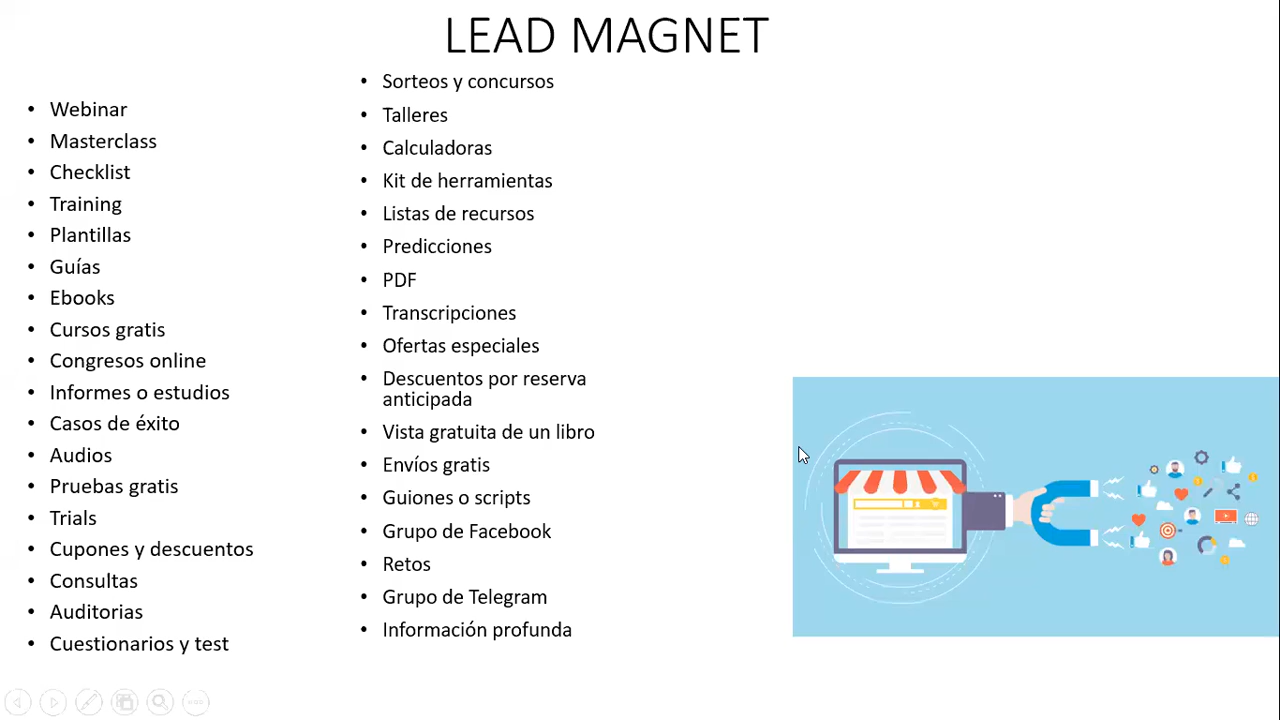 LEAD MAGNET
• Webinar
• Masterclass
• Checklist
• Training
• Plantillas
• Guías
• Ebooks
• Cursos gratis
• Congresos online
• Informes o estudios
• Casos de éxito
• Audios
• Pruebas gratis
• Trials
• Cupones y descuentos
• Consultas
• Auditorias
• Cuestionarios y test
• Sorteos y concursos
• Talleres
• Calculadoras
• Kit de herramientas
• Listas de recursos
• Predicciones
• PDF
• Transcripciones
• Ofertas especiales
• Descuentos por reserva
anticipada
• Vista gratuita de un libro
• Envíos gratis
• Guiones o scripts
• Grupo de Facebook
• Retos
• Grupo de Telegram
• Información profunda